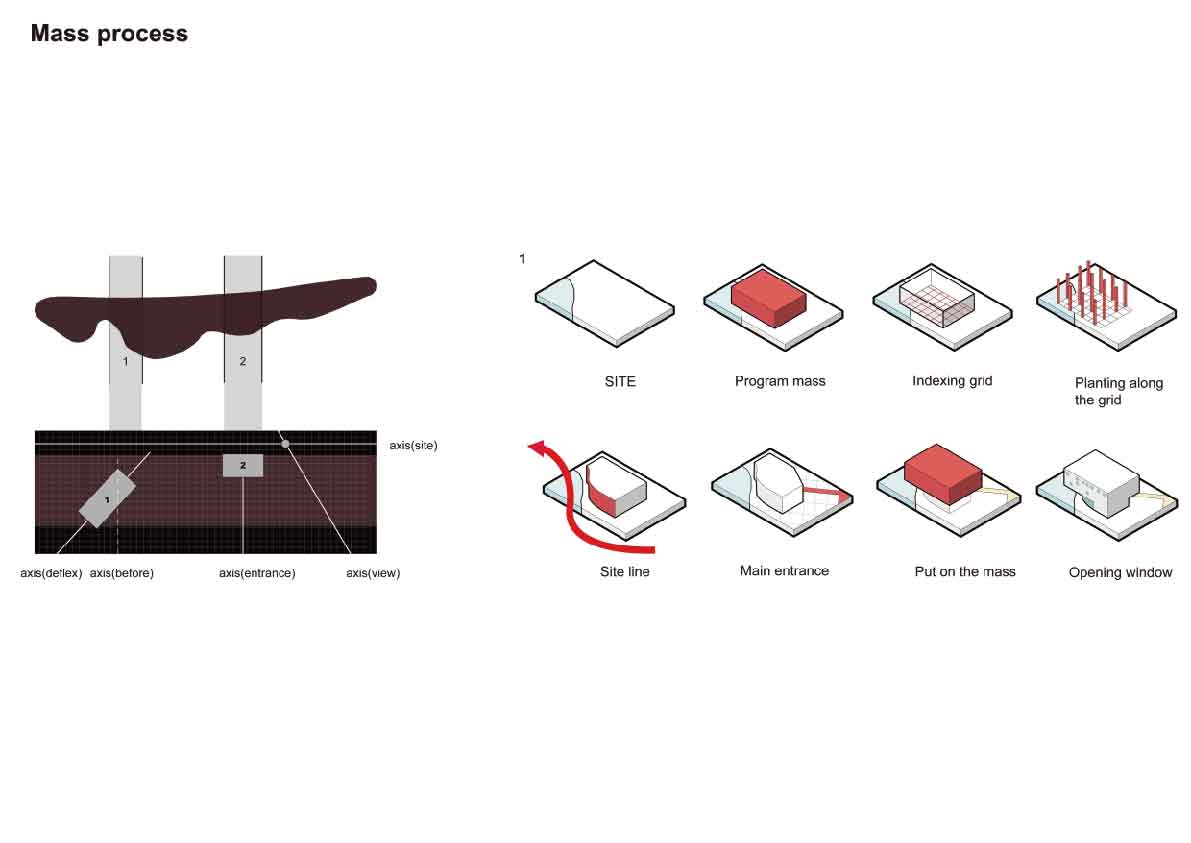 Mass process
1
2
axis(site)
1
2
axis(deflex)
axis(before)
axis(entrance)
axis(view)
1
SITE
Program mass
Indexing grid
Planting along
the grid
Site line
Main entrance
Put on the mass
Opening window